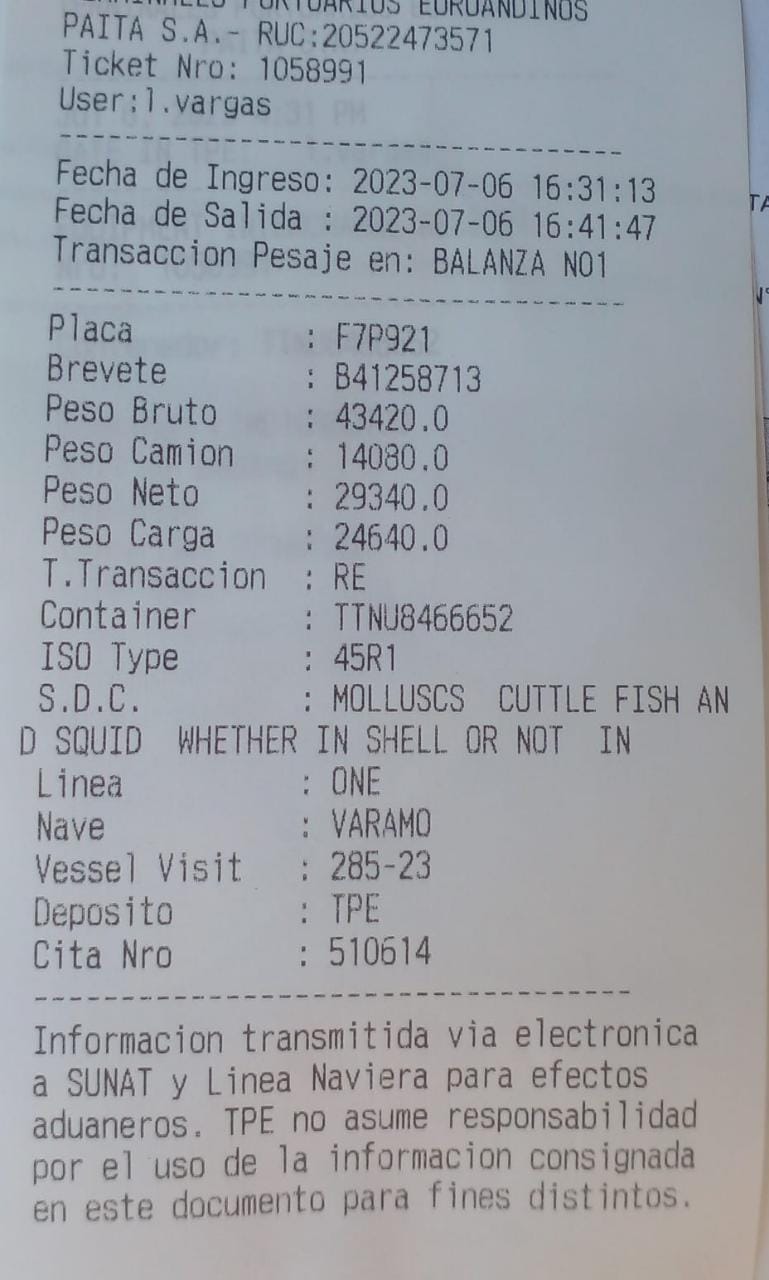 PORTUARIOS EUROANDINOS
PAITA S.A.- RUC:20522473571
Ticket Nro: 1058991
User:l.vargas
Fecha de Ingreso: 2023-07-06 16:31:13
Fecha de Salida : 2023-07-06 16:41:47
Transaccion Pesaje en: BALANZA NO1
Placa : F7P921
Brevete : B41258713
Peso Bruto : 43420.0
Peso Camion : 14080.0
Peso Neto : 29340.0
Peso Carga : 24640.0
T.Transaccion : RE
Container : TTNU8466652
ISO Type : 45R1
S.D.C. : MOLLUSCS CUTTLE FISH AN
D SQUID WHETHER IN SHELL OR NOT IN
Linea : ONE
Nave : VARAMO
Vessel Visit : 285-23
Deposito : TPE
Cita Nro : 510614
Informacion transmitida via electronica
a SUNAT y Linea Naviera para efectos
aduaneros. TPE no asume responsabilidad
por el uso de la informacion consignada
en este documento para fines distintos.